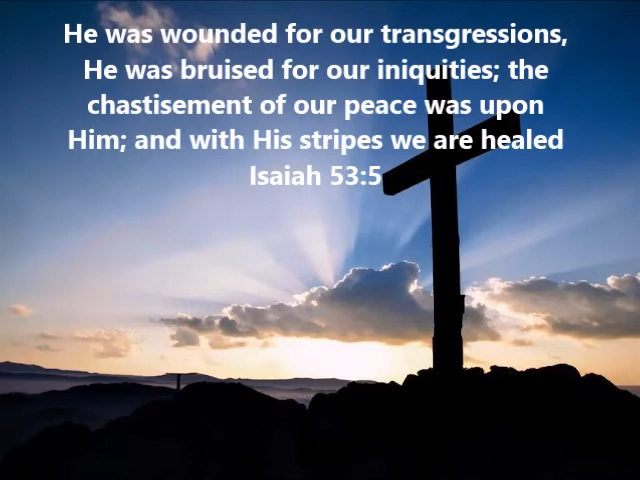 He was wounded for our transgressions,
He was bruised for our iniquities; the
chastisement of our peace was upon
Him; and with His stripes we are healed
Isaiah 53:5